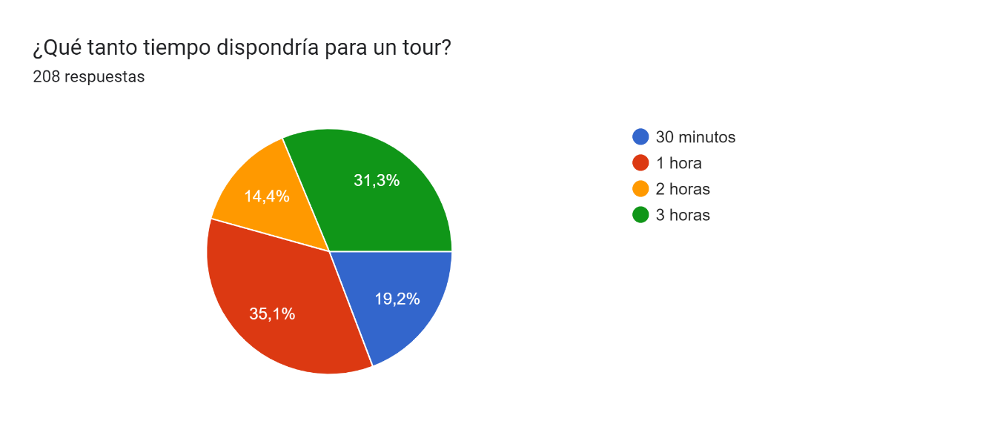 ¿Qué tanto tiempo dispondría para un tour?
208 respuestas
31,3%
14,4%
19,2%
35,1%
30 minutos
1 hora
2 horas
3 horas